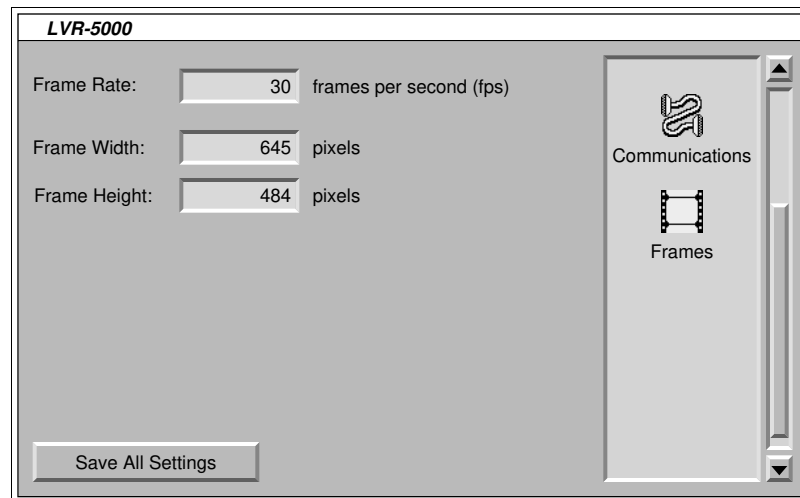 LVR-5000
Frame Rate: 30 frames per second (fps)
Frame Width: 645 pixels
Frame Height: 484 pixels
Communications
Frames
Save All Settings